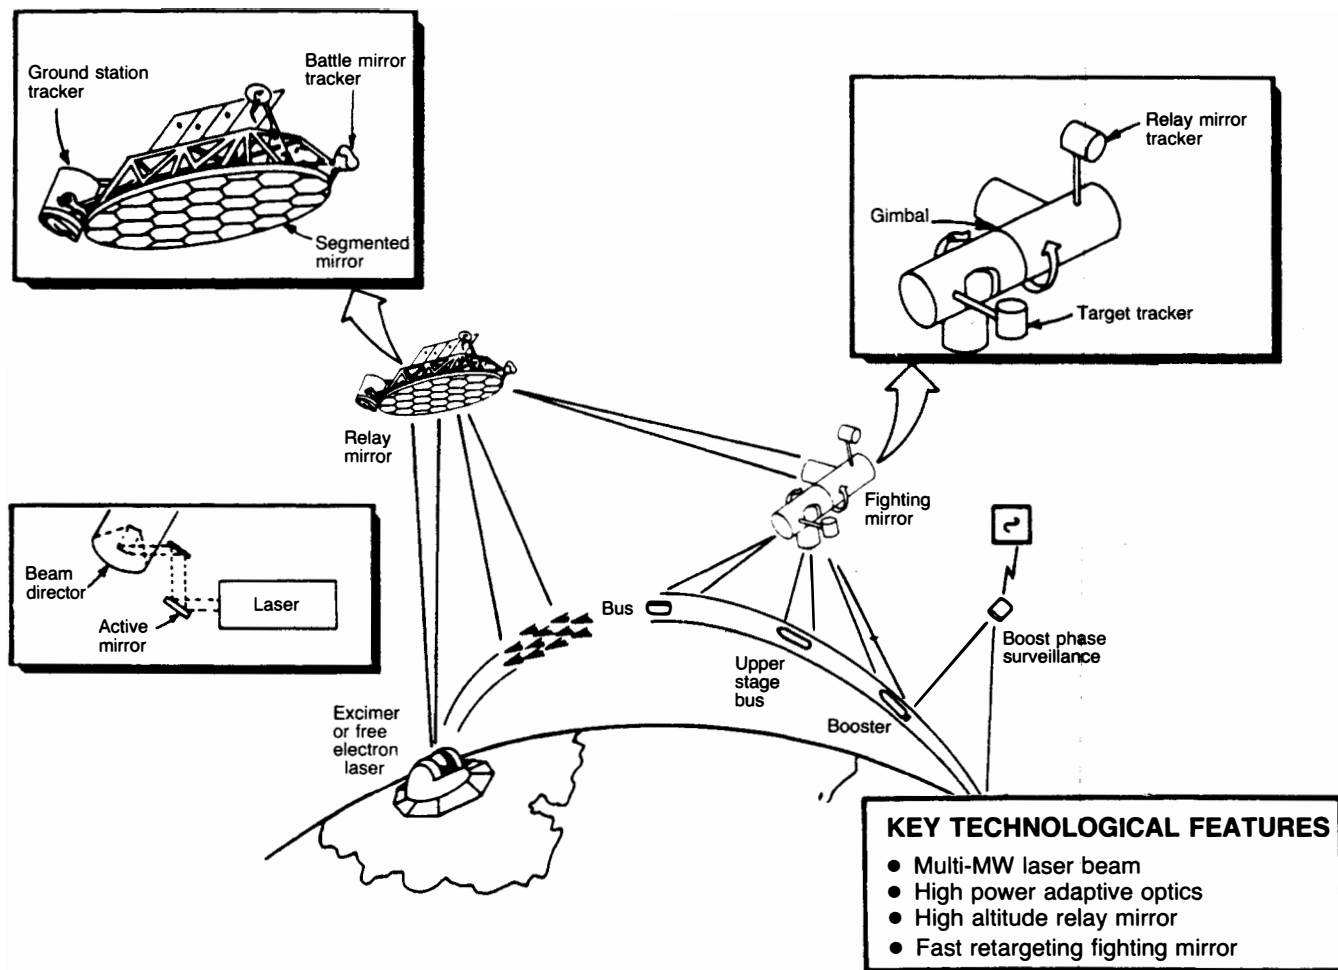 Ground station
tracker
Battle mirror
tracker
Segmented
mirror
Relay mirror
tracker
Gimbal
Target tracker
Relay
mirror
Fighting
mirror
Beam
director
Active
mirror
Laser
Bus
Upper
stage
bus
Booster
Boost phase
surveillance
Excimer
or free
electron
laser
KEY TECHNOLOGICAL FEATURES
● Multi-MW laser beam
● High power adaptive optics
● High altitude relay mirror
● Fast retargeting fighting mirror